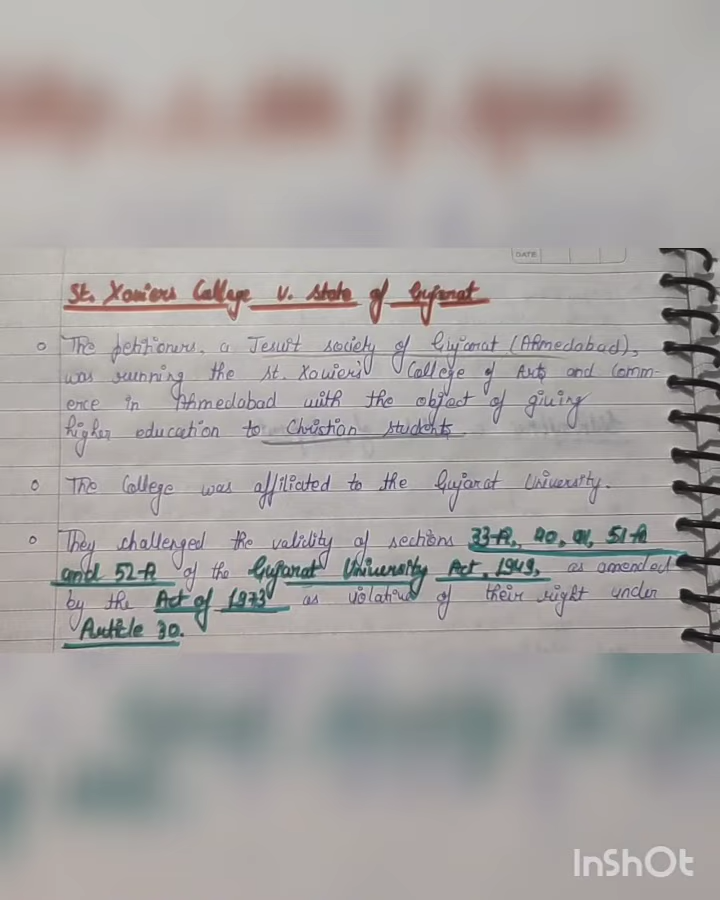 DATE
St. Xaviers College v. State of Gujarat
The petitioners, a Jesuit society of Gujarat (Ahmedabad),
was running the St. Xavier's College of Arts and Comm-
erce in Ahmedabad with the object of giving
higher education to Christian students
The College was affiliated to the Gujarat University.
They challenged the validity of sections 33-A, 40, 41, 51-A
and 52-A of the Gujarat University Act, 1949, as amended
by the Act of 1973 as violative of their right under
Article 30.
InShOt